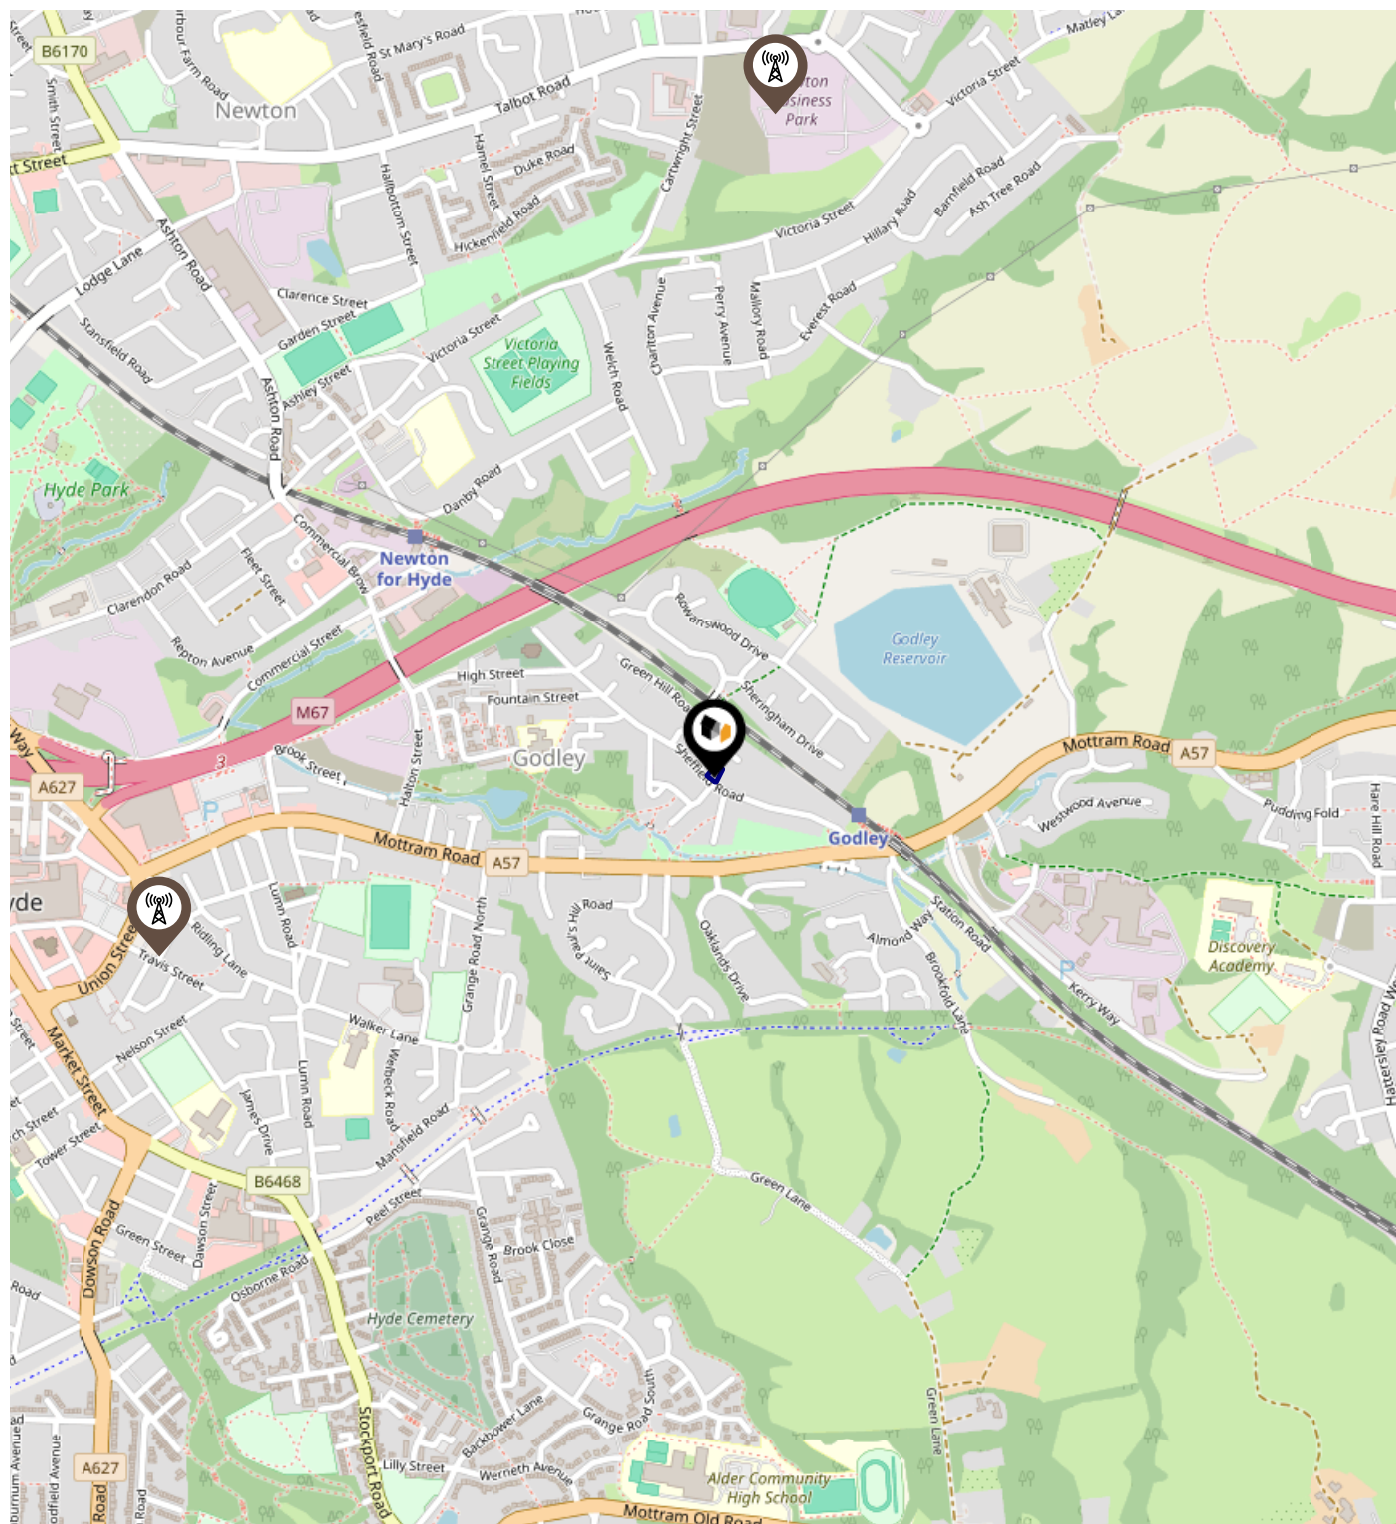 B6170
Smith Street
St Mary's Road
Matley
Newton
Talbot Road
Victoria Street
Business
Park
Cartwright Street
Hamel Street
Duke Road
Hallbottom Street
Hickenfield Road
Barnfield Road
Ash Tree Road
Hillary Road
Victoria Street
Ashton Road
Lodge Lane
Clarence Street
Garden Street
Stansfield Road
Victoria Street
Ashley Street
Ashton Road
Victoria
Street Playing
Fields
Welch Road
Charlton Avenue
Perry Avenue
Mallory Road
Everest Road
Hyde Park
Danby Road
Commercial Brow
Newton
for Hyde
Fleet Street
Clarendon Road
Repton Avenue
Commercial Street
Rowanswood Drive
Godley
Reservoir
High Street
Fountain Street
Green Hill Road
Sheringham Drive
M67
3
Godley
Brook Street
Halton Street
Sheffield Road
Way
A627
P
Mottram Road
A57
Mottram Road
A57
Godley
Westwood Avenue
Pudding Fold
Hare Hill Road
yde
Union Street
Ridling Lane
Travis Street
Lumn Road
Grange Road North
Road
Saint Paul's Hill
Oaklands Drive
Almond Way
Station Road
Brookfold Lane
P
Kerry Way
Discovery
Academy
Hattersley Road
Nelson Street
Market Street
Walker Lane
Welbeck Road
Lumn Road
James Drive
Mansfield Road
Tower Street
B6468
Peel Street
Dawson Street
Green Street
Dowson Road
Osborne Road
Grange Road
Brook Close
Green Lane
Hyde Cemetery
Grange Road South
Backbower Lane
Stockport Road
Lilly Street
Werneth Avenue
Green Lane
A627
Road
Road
Alder Community
High School
Mottram Old Road